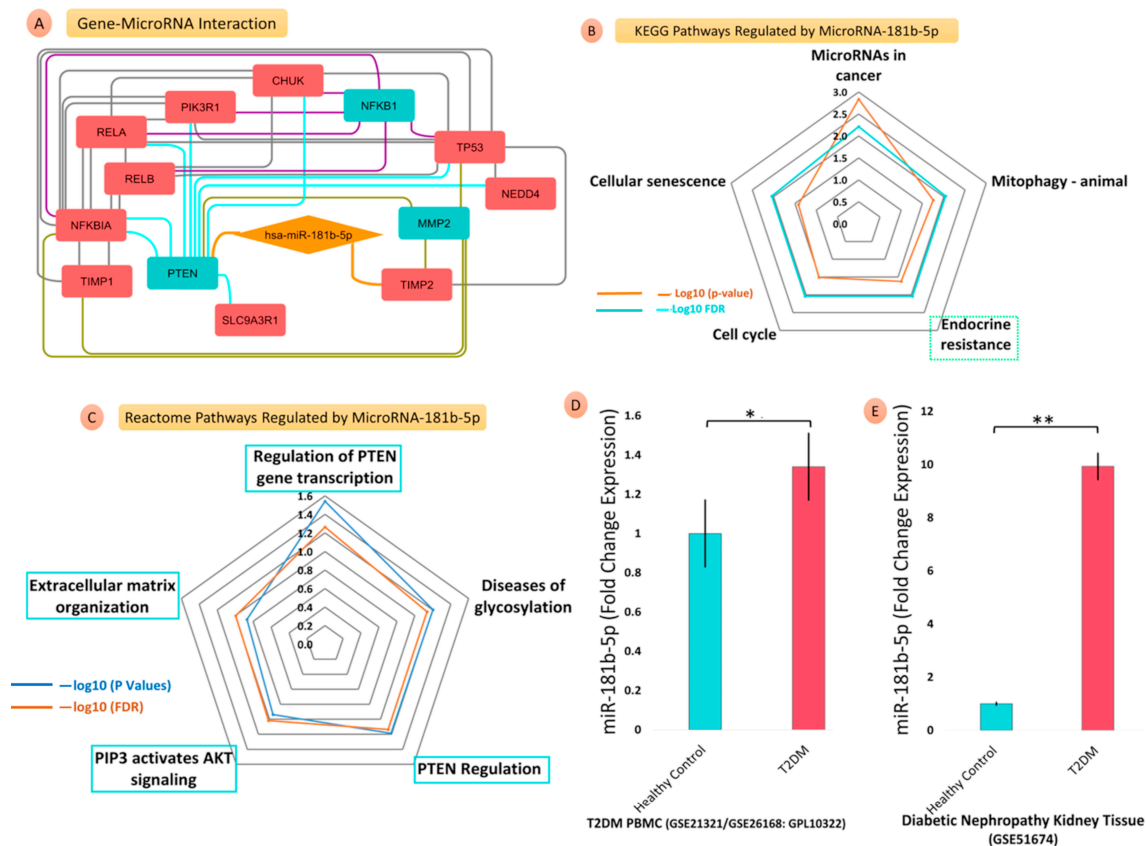 A
Gene-MicroRNA Interaction
CHUK
PIK3R1
NFKB1
RELA
TP53
RELB
NEDD4
NFKBIA
MMP2
hsa-miR-181b-5p
PTEN
TIMP1
TIMP2
SLC9A3R1
B
KEGG Pathways Regulated by MicroRNA-181b-5p
MicroRNAs in
cancer
3.0
2.5
2.0
1.5
1.0
0.5
0.0
Cellular senescence
Mitophagy - animal
— Log10 (p-value)
— Log10 FDR
Cell cycle
Endocrine
resistance
C
Reactome Pathways Regulated by MicroRNA-181b-5p
Regulation of PTEN
gene transcription
1.6
1.4
1.2
1.0
0.8
0.6
0.4
0.2
0.0
Extracellular matrix
organization
Diseases of
glycosylation
—log10 (P Values)
—log10 (FDR)
PIP3 activates AKT
signaling
PTEN Regulation
D
miR-181b-5p (Fold Change Expression)
1.6
1.4
1.2
1
0.8
0.6
0.4
0.2
0
*
Healthy Control
T2DM
T2DM PBMC (GSE21321/GSE26168: GPL10322)
E
miR-181b-5p (Fold Change Expression)
12
10
8
6
4
2
0
**
Healthy Control
T2DM
Diabetic Nephropathy Kidney Tissue
(GSE51674)